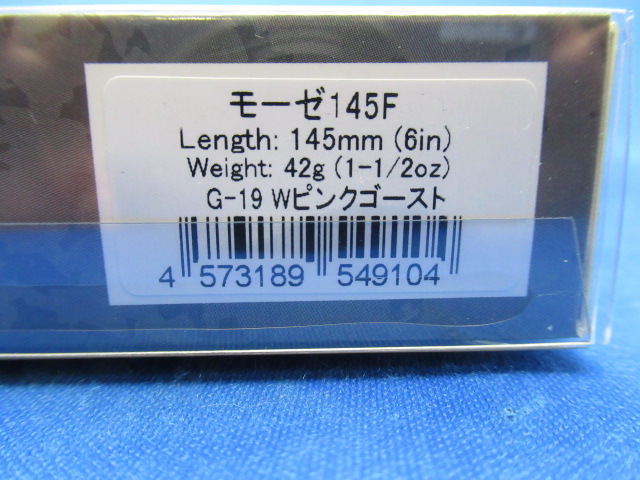 モーゼ145F
Length: 145mm (6in)
Weight: 42g (1-1/2oz)
G-19 Wピンクゴースト
4 573189 549104